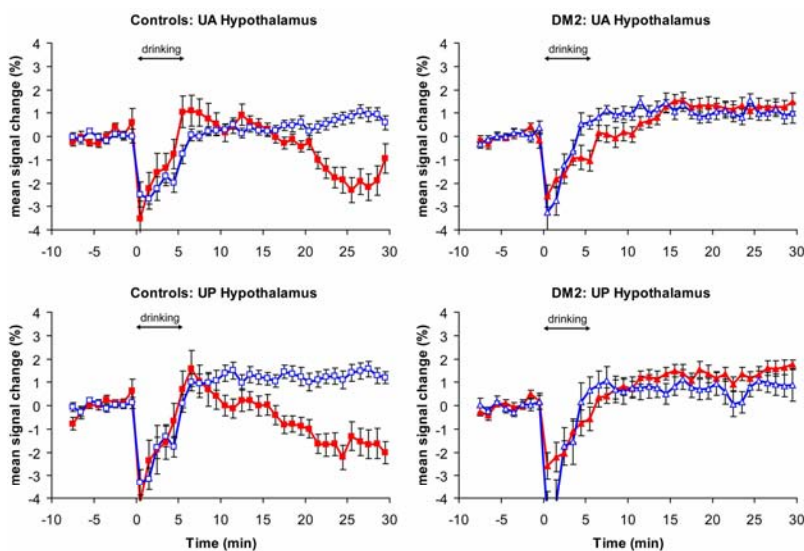 Controls: UA Hypothalamus
drinking
mean signal change (%)
4
3
2
1
0
-1
-2
-3
-4
-10 -5 0 5 10 15 20 25 30
DM2: UA Hypothalamus
drinking
mean signal change (%)
4
3
2
1
0
-1
-2
-3
-4
-10 -5 0 5 10 15 20 25 30
Controls: UP Hypothalamus
drinking
mean signal change (%)
4
3
2
1
0
-1
-2
-3
-4
-10 -5 0 5 10 15 20 25 30
Time (min)
DM2: UP Hypothalamus
drinking
mean signal change (%)
4
3
2
1
0
-1
-2
-3
-4
-10 -5 0 5 10 15 20 25 30
Time (min)